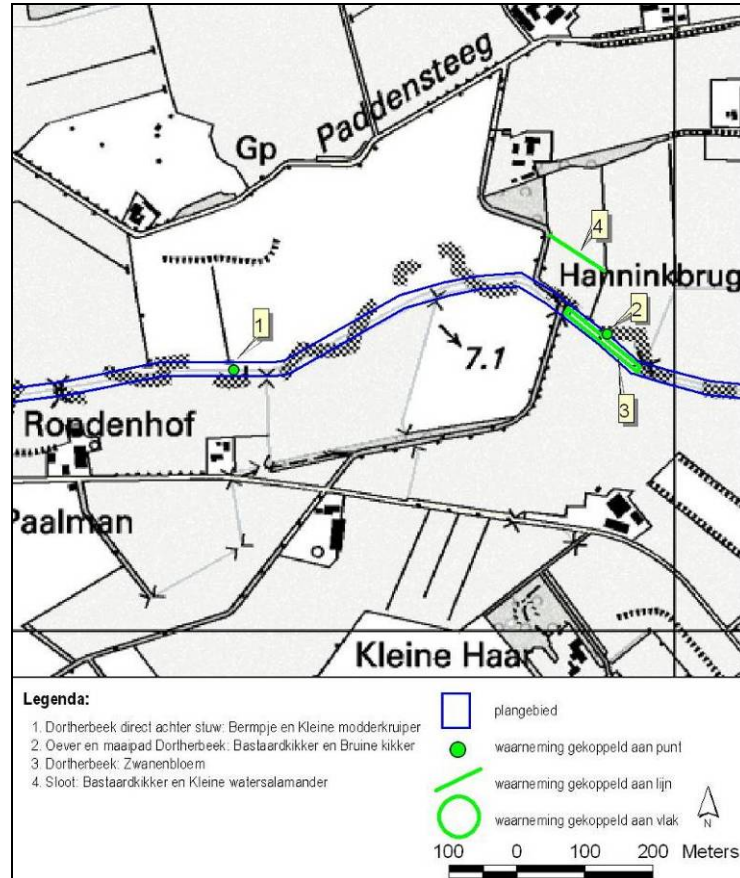 Paddensteeg
Gp
4
Hanninkbrug
2
1
7.1
3
Rondenhof
Paalman
Kleine Haar
Legenda:
1. Dortherbeek direct achter stuw: Bermpje en Kleine modderkruiper
2. Oever en maaipad Dortherbeek: Bastaardkikker en Bruine kikker
3. Dortherbeek: Zwanenbloem
4. Sloot: Bastaardkikker en Kleine watersalamander
plangebied
waarneming gekoppeld aan punt
waarneming gekoppeld aan lijn
waarneming gekoppeld aan vlak
N
100 0 100 200 Meters